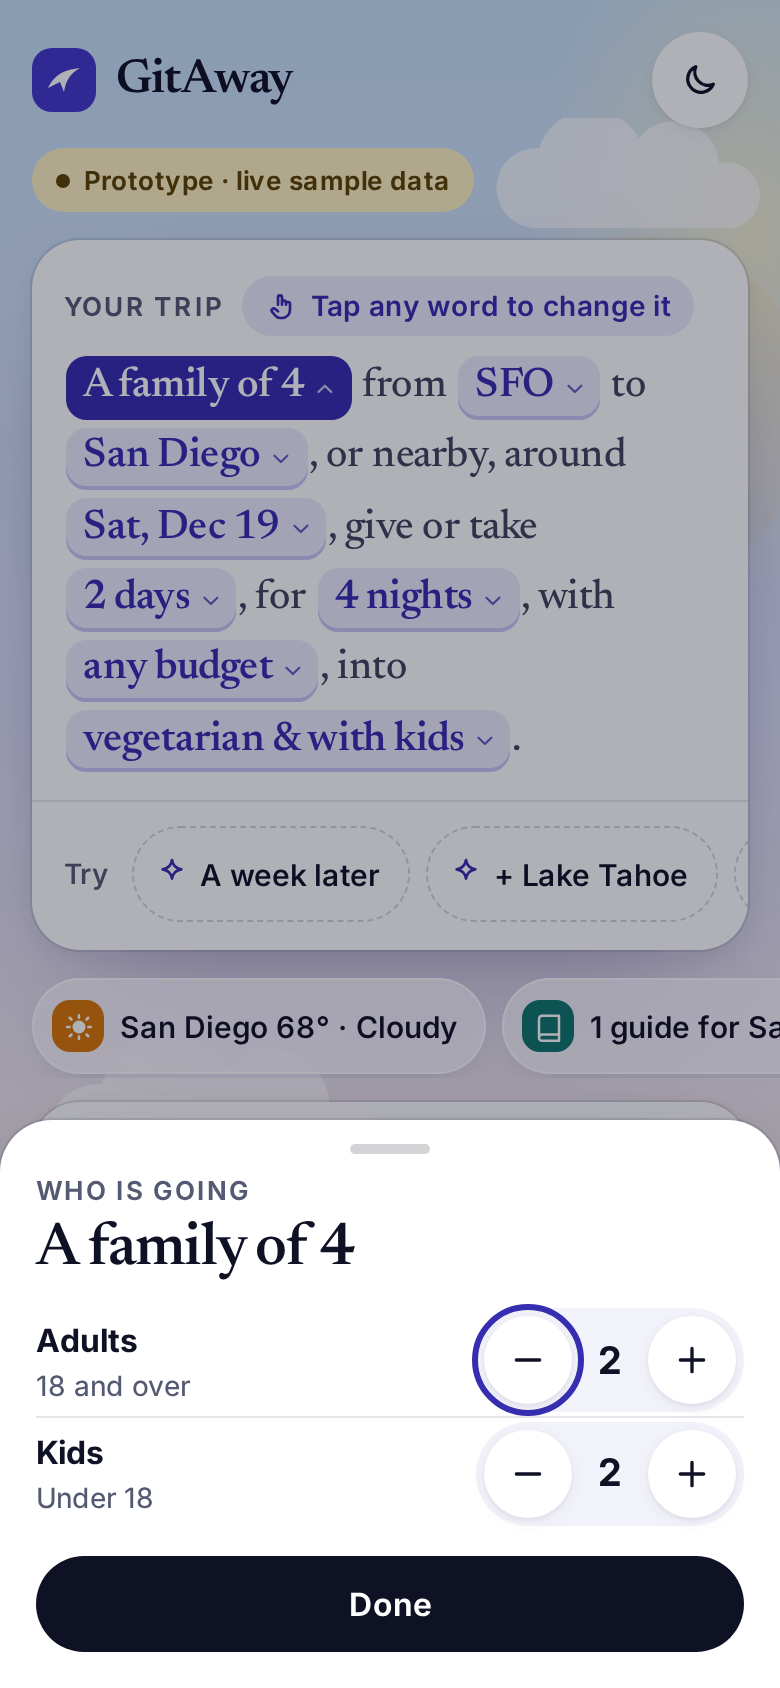 GitAway
Prototype · live sample data
YOUR TRIP
Tap any word to change it
A family of 4 from SFO to
San Diego, or nearby, around
Sat, Dec 19, give or take
2 days, for 4 nights, with
any budget, into
vegetarian & with kids.
Try
A week later
+ Lake Tahoe
San Diego 68° · Cloudy
1 guide for Sa
WHO IS GOING
A family of 4
Adults
18 and over
2
Kids
Under 18
2
Done